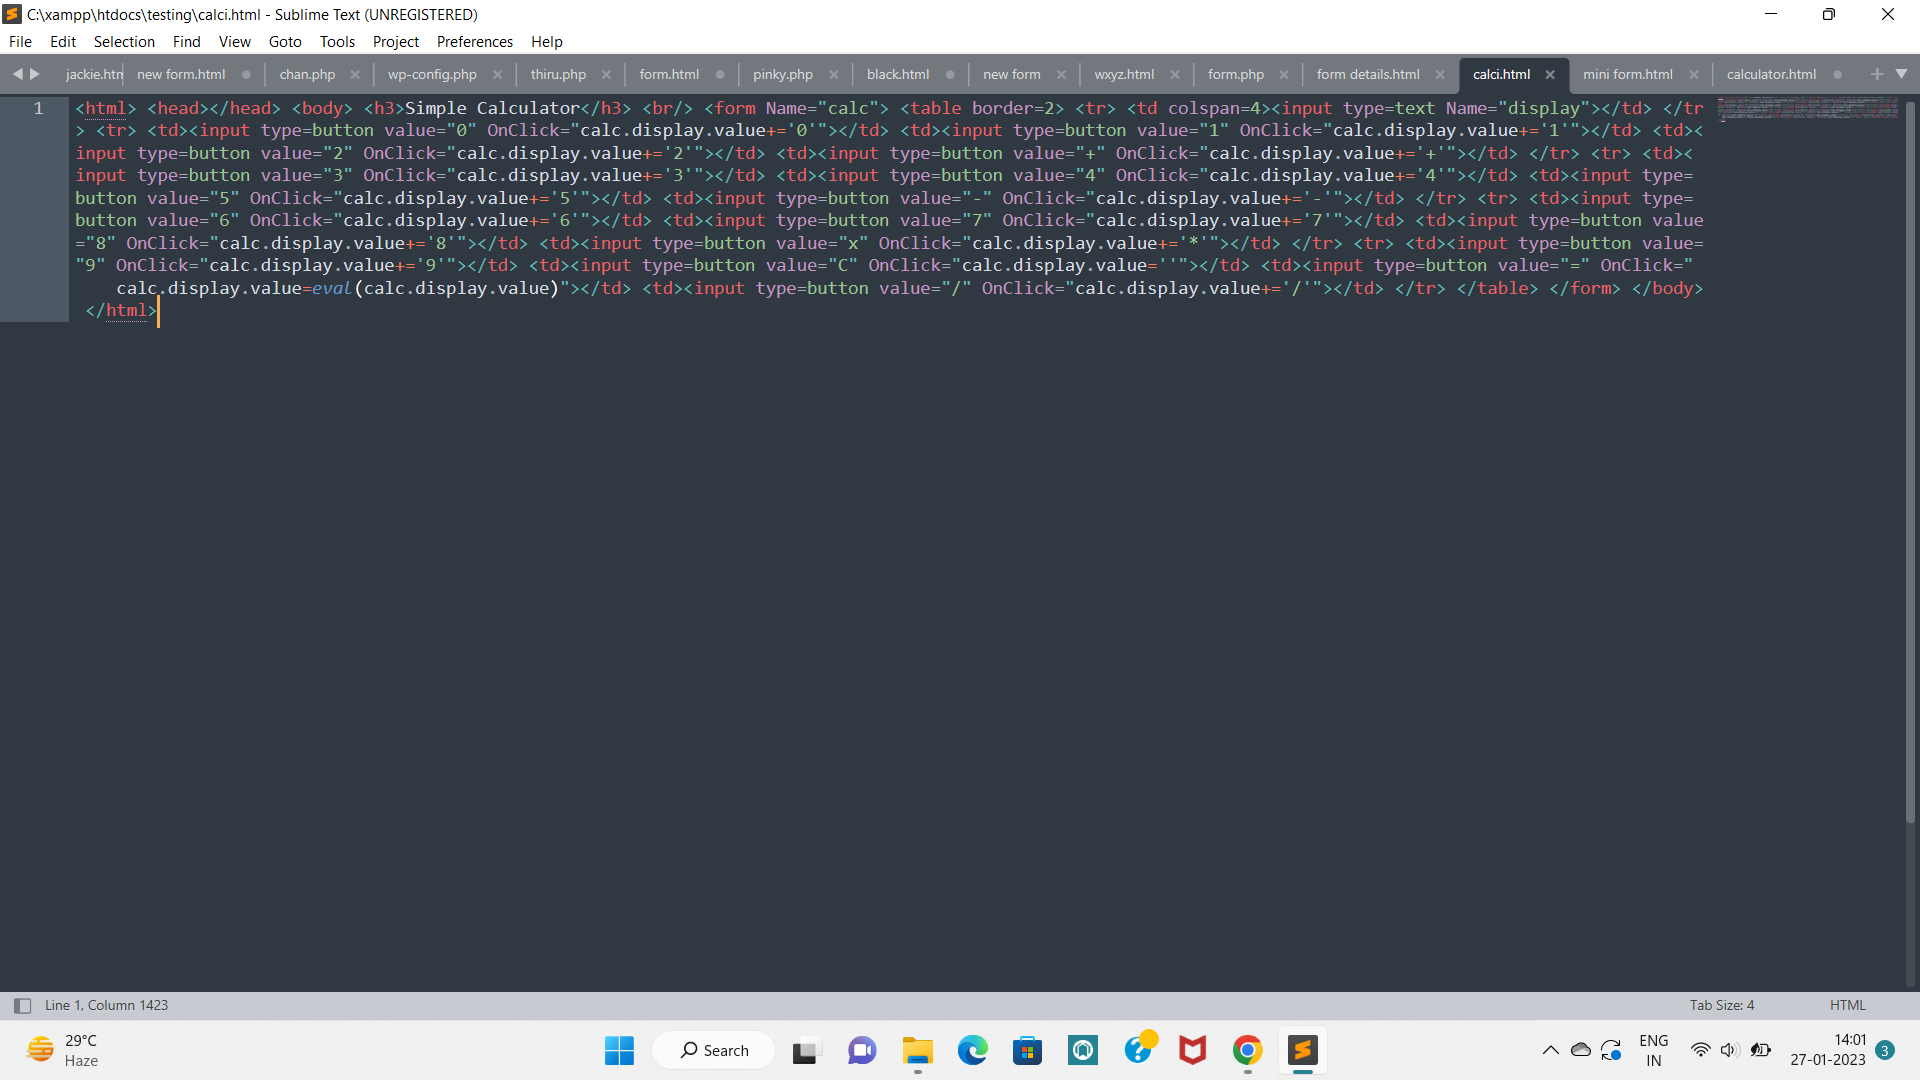 C:\xampp\htdocs\testing\calci.html - Sublime Text (UNREGISTERED)
File Edit Selection Find View Goto Tools Project Preferences Help
jackie.htm new form.html chan.php wp-config.php thiru.php form.html pinky.php black.html new form wxyz.html form.php form details.html calci.html mini form.html calculator.html
1 <html> <head></head> <body> <h3>Simple Calculator</h3> <br/> <form Name="calc"> <table border=2> <tr> <td colspan=4><input type=text Name="display"></td> </tr
> <tr> <td><input type=button value="0" OnClick="calc.display.value+='0'"></td> <td><input type=button value="1" OnClick="calc.display.value+='1'"></td> <td><
input type=button value="2" OnClick="calc.display.value+='2'"></td> <td><input type=button value="+" OnClick="calc.display.value+='+'"></td> </tr> <tr> <td><
input type=button value="3" OnClick="calc.display.value+='3'"></td> <td><input type=button value="4" OnClick="calc.display.value+='4'"></td> <td><input type=
button value="5" OnClick="calc.display.value+='5'"></td> <td><input type=button value="-" OnClick="calc.display.value+='-'"></td> </tr> <tr> <td><input type=
button value="6" OnClick="calc.display.value+='6'"></td> <td><input type=button value="7" OnClick="calc.display.value+='7'"></td> <td><input type=button value
="8" OnClick="calc.display.value+='8'"></td> <td><input type=button value="x" OnClick="calc.display.value+='*'"></td> </tr> <tr> <td><input type=button value=
"9" OnClick="calc.display.value+='9'"></td> <td><input type=button value="C" OnClick="calc.display.value=''"></td> <td><input type=button value="=" OnClick="
calc.display.value=eval(calc.display.value)"></td> <td><input type=button value="/" OnClick="calc.display.value+='/'"></td> </tr> </table> </form> </body>
</html>
Line 1, Column 1423 Tab Size: 4 HTML
29°C
Haze
Search
ENG
IN
14:01
27-01-2023
3